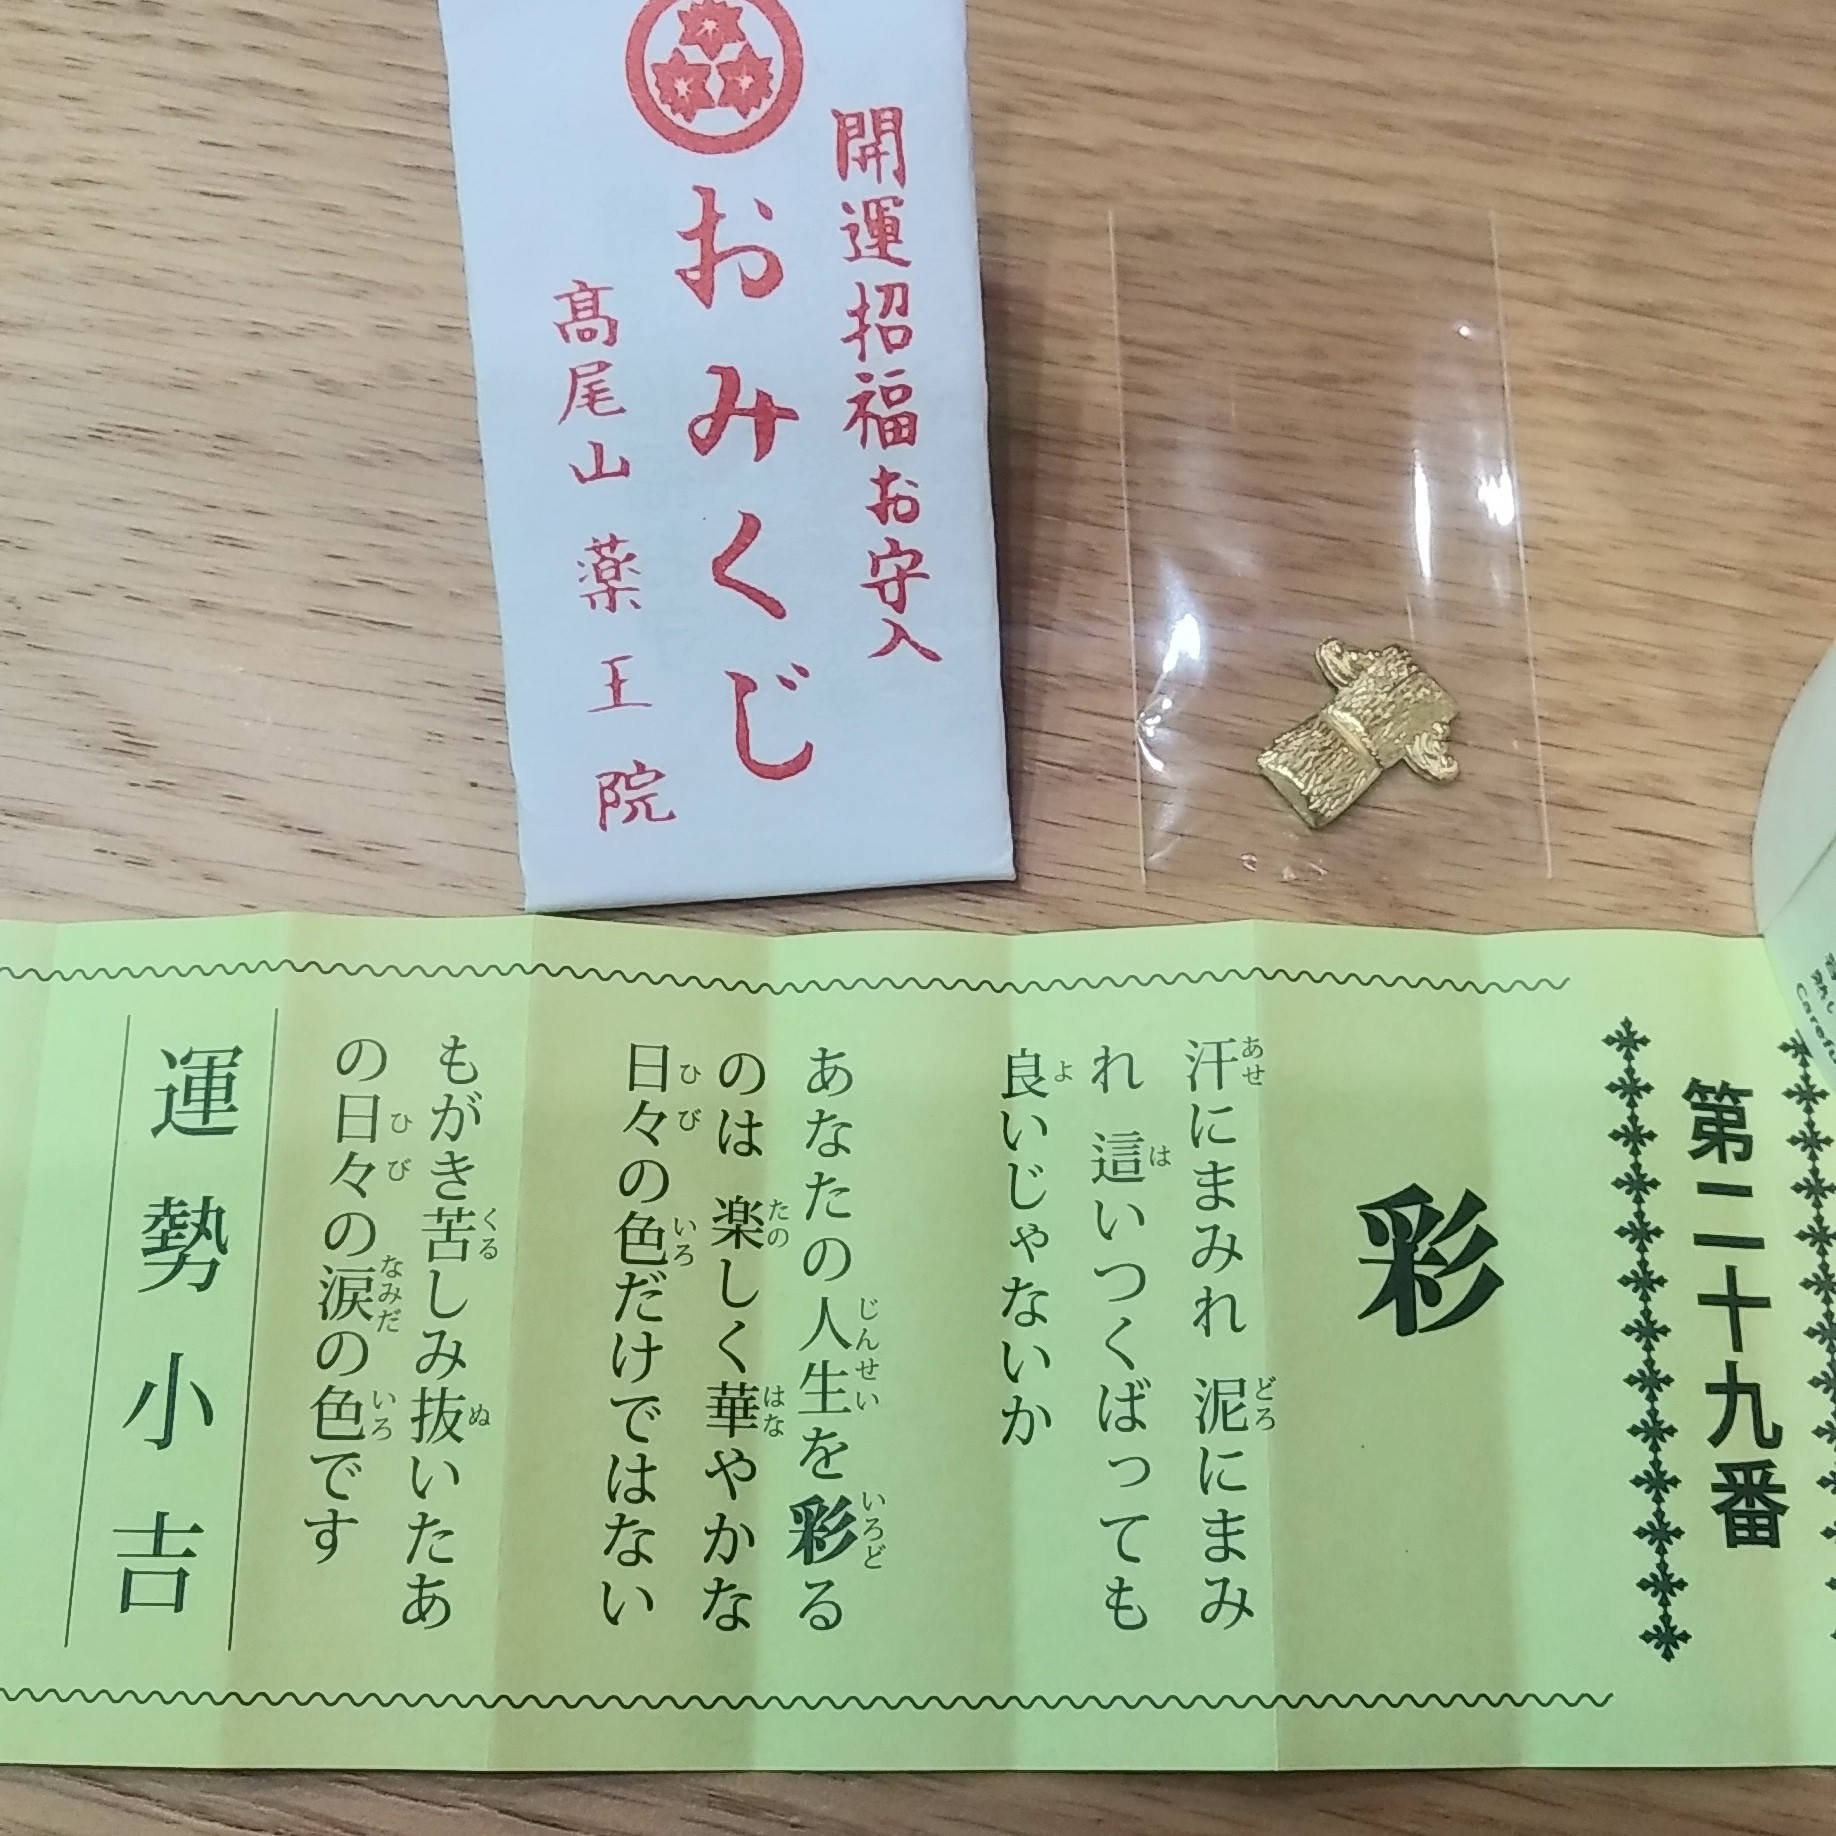 開運招福お守入
おみくじ
髙尾山 薬王院
第二十九番
彩
汗にまみれ 泥にまみ
れ 這いつくばっても
良いじゃないか
あなたの人生を彩る
のは 楽しく華やかな
日々の色だけではない
もがき苦しみ抜いたあ
の日々の涙の色です
運勢小吉